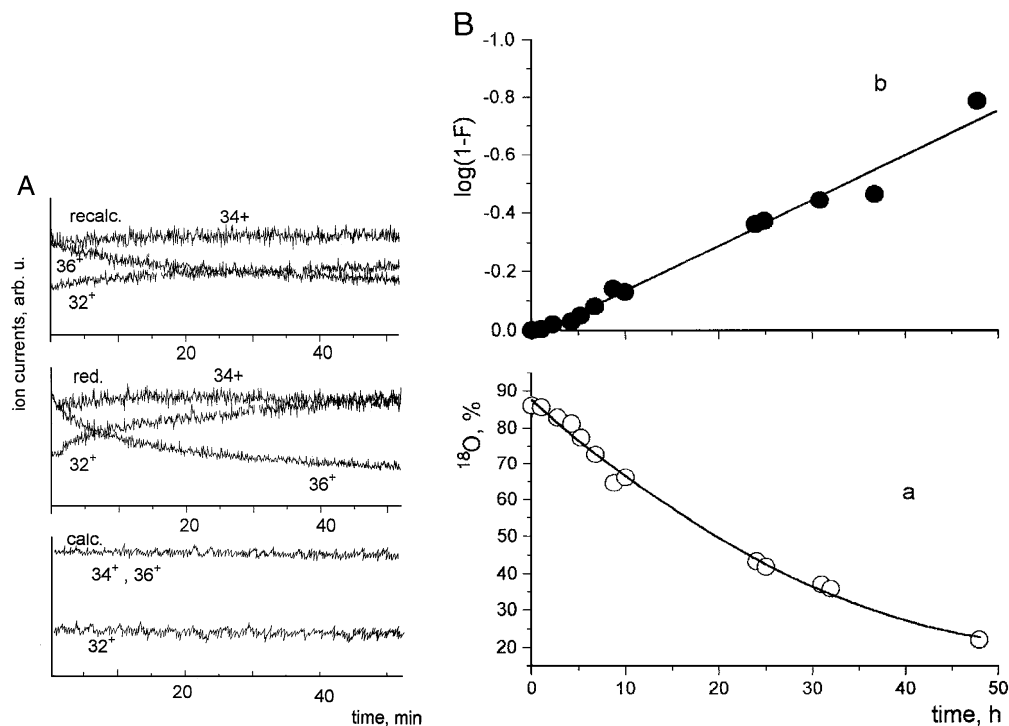 A
ion currents, arb. u.
recalc.
34+
36⁺
32⁺
20
40
red.
34+
32⁺
36⁺
20
40
calc.
34⁺ , 36⁺
32⁺
20
40
time, min
B
log(1-F)
-1.0
-0.8
-0.6
-0.4
-0.2
0.0
b
¹⁸O, %
90
80
70
60
50
40
30
20
a
0
10
20
30
40
50
time, h